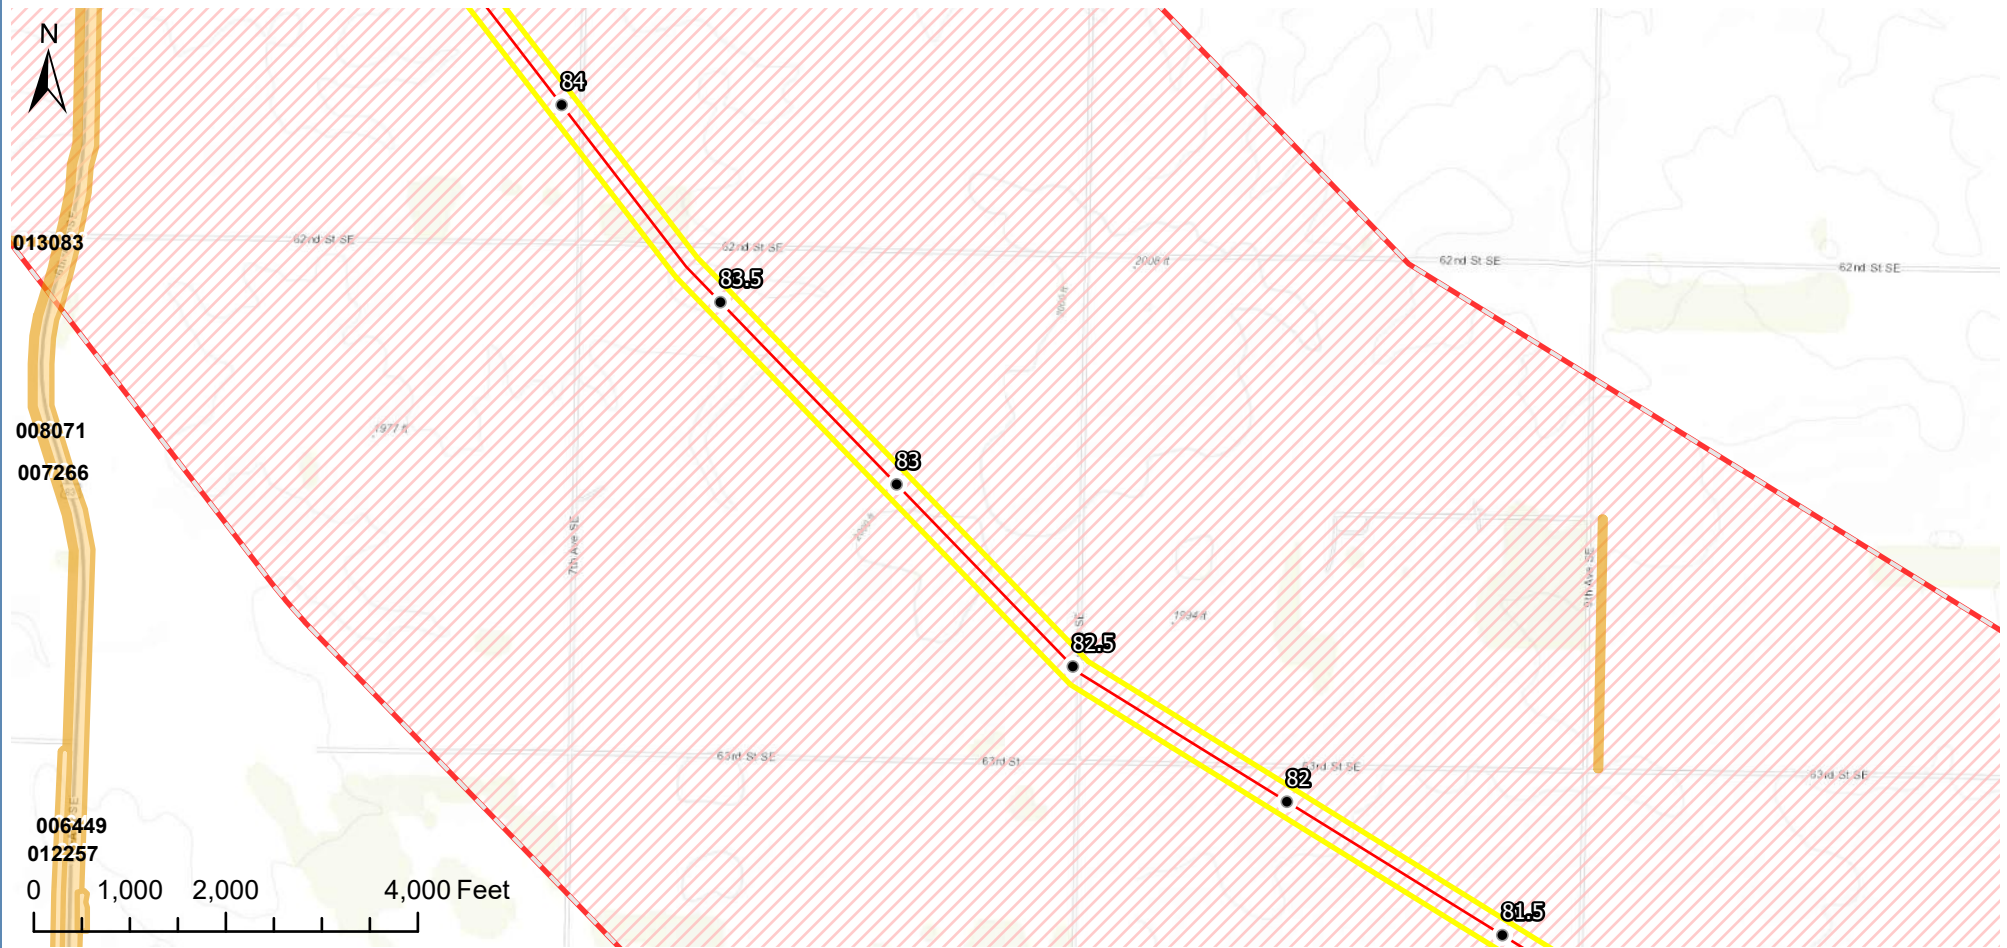 N
84
013083
62nd St SE
62nd St SE
2008 ft
62nd St SE
62nd St SE
83.5
008071
1977 ft
007266
83
7th Ave SE
9th Ave SE
1994 ft
SE
82.5
63rd St SE
63rd St
63rd St SE
63rd St SE
82
006449
012257
0 1,000 2,000 4,000 Feet
81.5